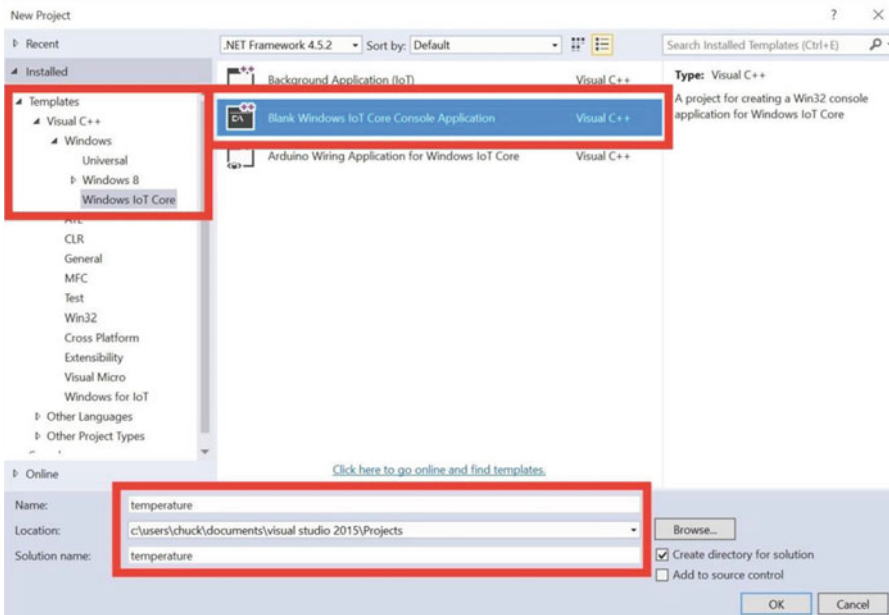 New Project
? ×
Recent
.NET Framework 4.5.2 Sort by: Default
Search Installed Templates (Ctrl+E)
Installed
Templates
Visual C++
Windows
Universal
Windows 8
Windows IoT Core
CLR
General
MFC
Test
Win32
Cross Platform
Extensibility
Visual Micro
Windows for IoT
Other Languages
Other Project Types
Online
Background Application (IoT) Visual C++
Blank Windows IoT Core Console Application Visual C++
Arduino Wiring Application for Windows IoT Core Visual C++
Click here to go online and find templates.
Type: Visual C++
A project for creating a Win32 console
application for Windows IoT Core
Name: temperature
Location: c:\users\chuck\documents\visual studio 2015\Projects
Browse...
Solution name: temperature
Create directory for solution
Add to source control
OK Cancel